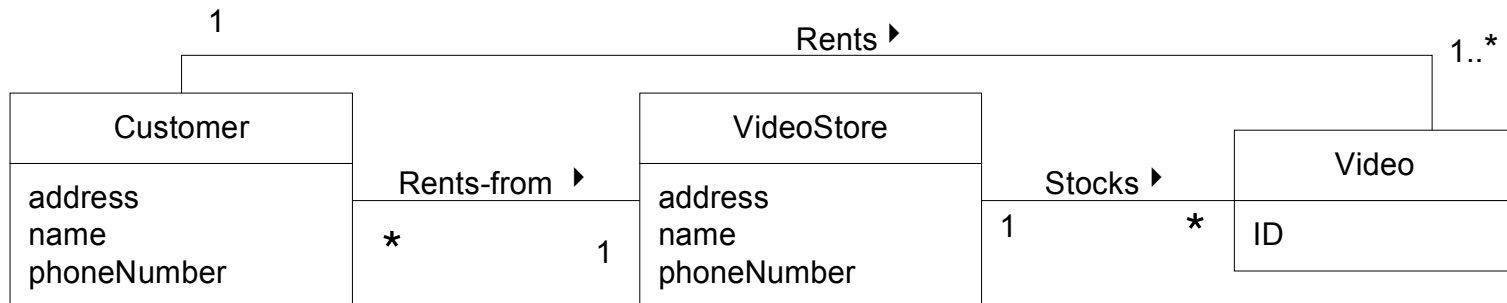 1
Rents
1..*
Customer
address
name
phoneNumber
Rents-from
*
1
VideoStore
address
name
phoneNumber
Stocks
1
*
Video
ID